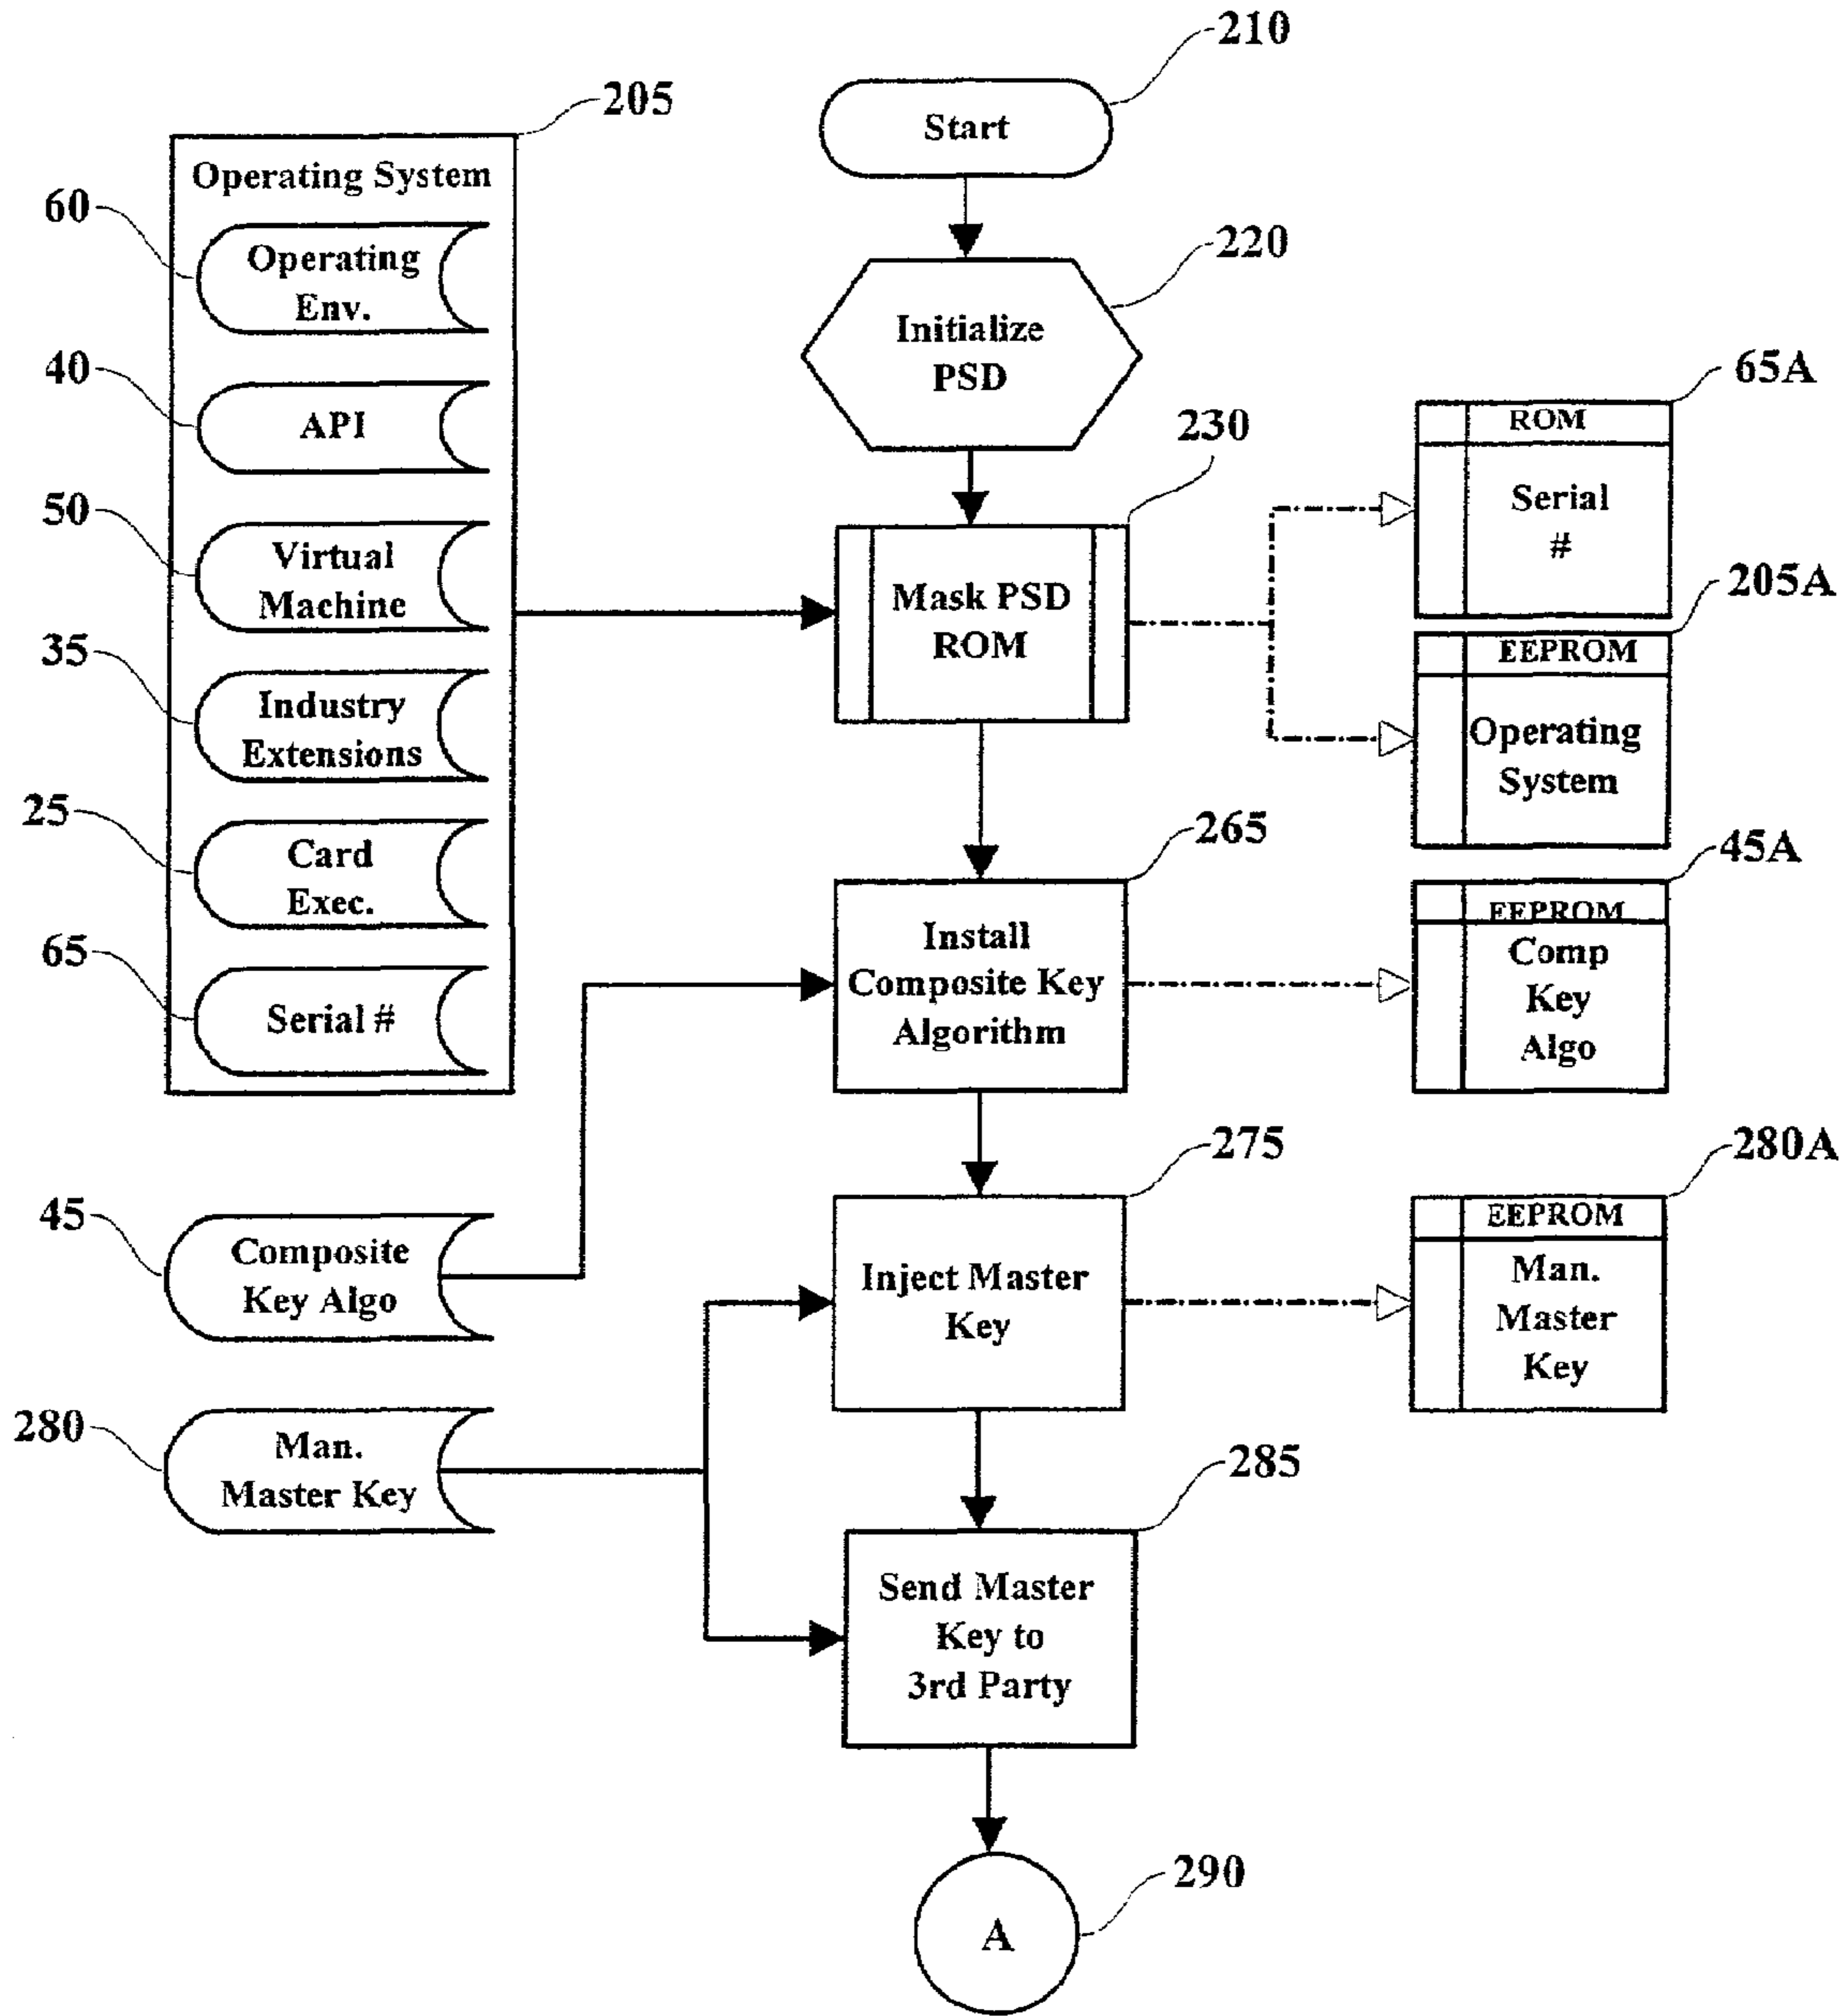 210
Start
205
Operating System
60
Operating
Env.
220
Initialize
PSD
40
API
65A
ROM
Serial
#
230
Mask PSD
ROM
50
Virtual
Machine
205A
EEPROM
Operating
System
35
Industry
Extensions
25
Card
Exec.
265
Install
Composite Key
Algorithm
45A
EEPROM
Comp
Key
Algo
65
Serial #
45
Composite
Key Algo
275
Inject Master
Key
280A
EEPROM
Man.
Master
Key
280
Man.
Master Key
285
Send Master
Key to
3rd Party
290
A